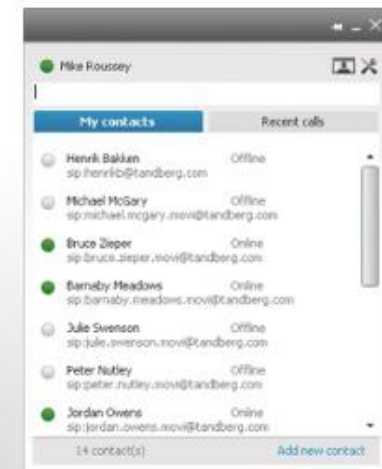 Mike Roussey
My contacts Recent calls
Henrik Bakken Offline
sip:henrikb@tandberg.com
Michael McGary Offline
sip:michael.mcgary.movi@tandberg.com
Bruce Zieper Online
sip:bruce.zieper.movi@tandberg.com
Barnaby Meadows Online
sip:barnaby.meadows.movi@tandberg.com
Julie Swenson Offline
sip:julie.swenson.movi@tandberg.com
Peter Nutley Offline
sip:peter.nutley.movi@tandberg.com
Jordan Owens Online
sip:jordan.owens.movi@tandberg.com
14 contact(s) Add new contact